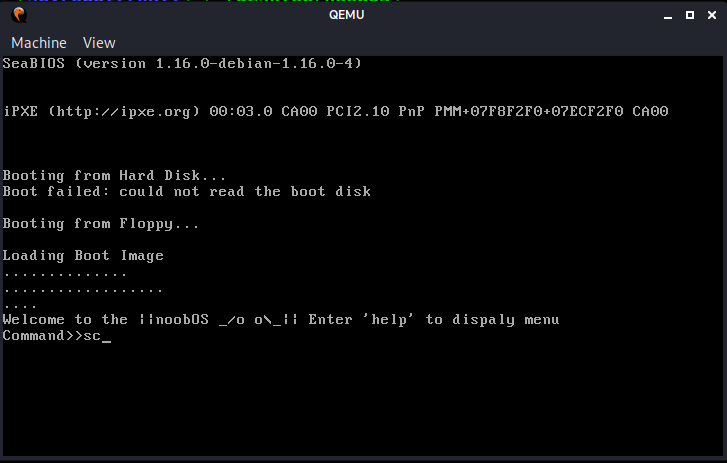 QEMU
Machine View
SeaBIOS (version 1.16.0-debian-1.16.0-4)
iPXE (http://ipxe.org) 00:03.0 CA00 PCI2.10 PnP PMM+07F8F2F0+07ECF2F0 CA00
Booting from Hard Disk...
Boot failed: could not read the boot disk
Booting from Floppy...
Loading Boot Image
..............
..................
....
Welcome to the ||noobOS _/o o\_|| Enter 'help' to dispaly menu
Command>>sc_